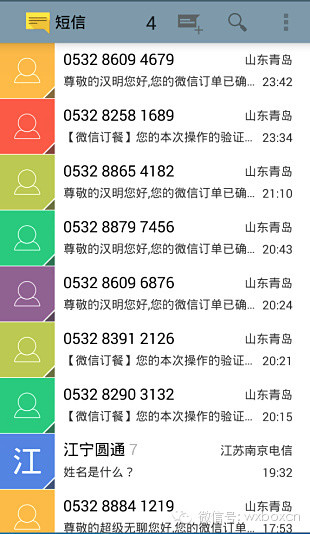 短信 4
0532 8609 4679 山东青岛
尊敬的汉明您好,您的微信订单已确... 23:42
0532 8258 1689 山东青岛
【微信订餐】您的本次操作的验证... 23:34
0532 8865 4182 山东青岛
尊敬的汉明您好,您的微信订单已确... 21:10
0532 8879 7456 山东青岛
尊敬的汉明您好,您的微信订单已确... 20:43
0532 8609 6876 山东青岛
尊敬的汉明您好,您的微信订单已确... 20:24
0532 8391 2126 山东青岛
【微信订餐】您的本次操作的验证... 20:21
0532 8290 3132 山东青岛
【微信订餐】您的本次操作的验证... 20:15
江 江宁圆通 7 江苏南京电信
姓名是什么？ 19:32
0532 8884 1219 山东青岛
尊敬的超级无聊您好,您的微信订单... 17:53
微信号: wxboxcn